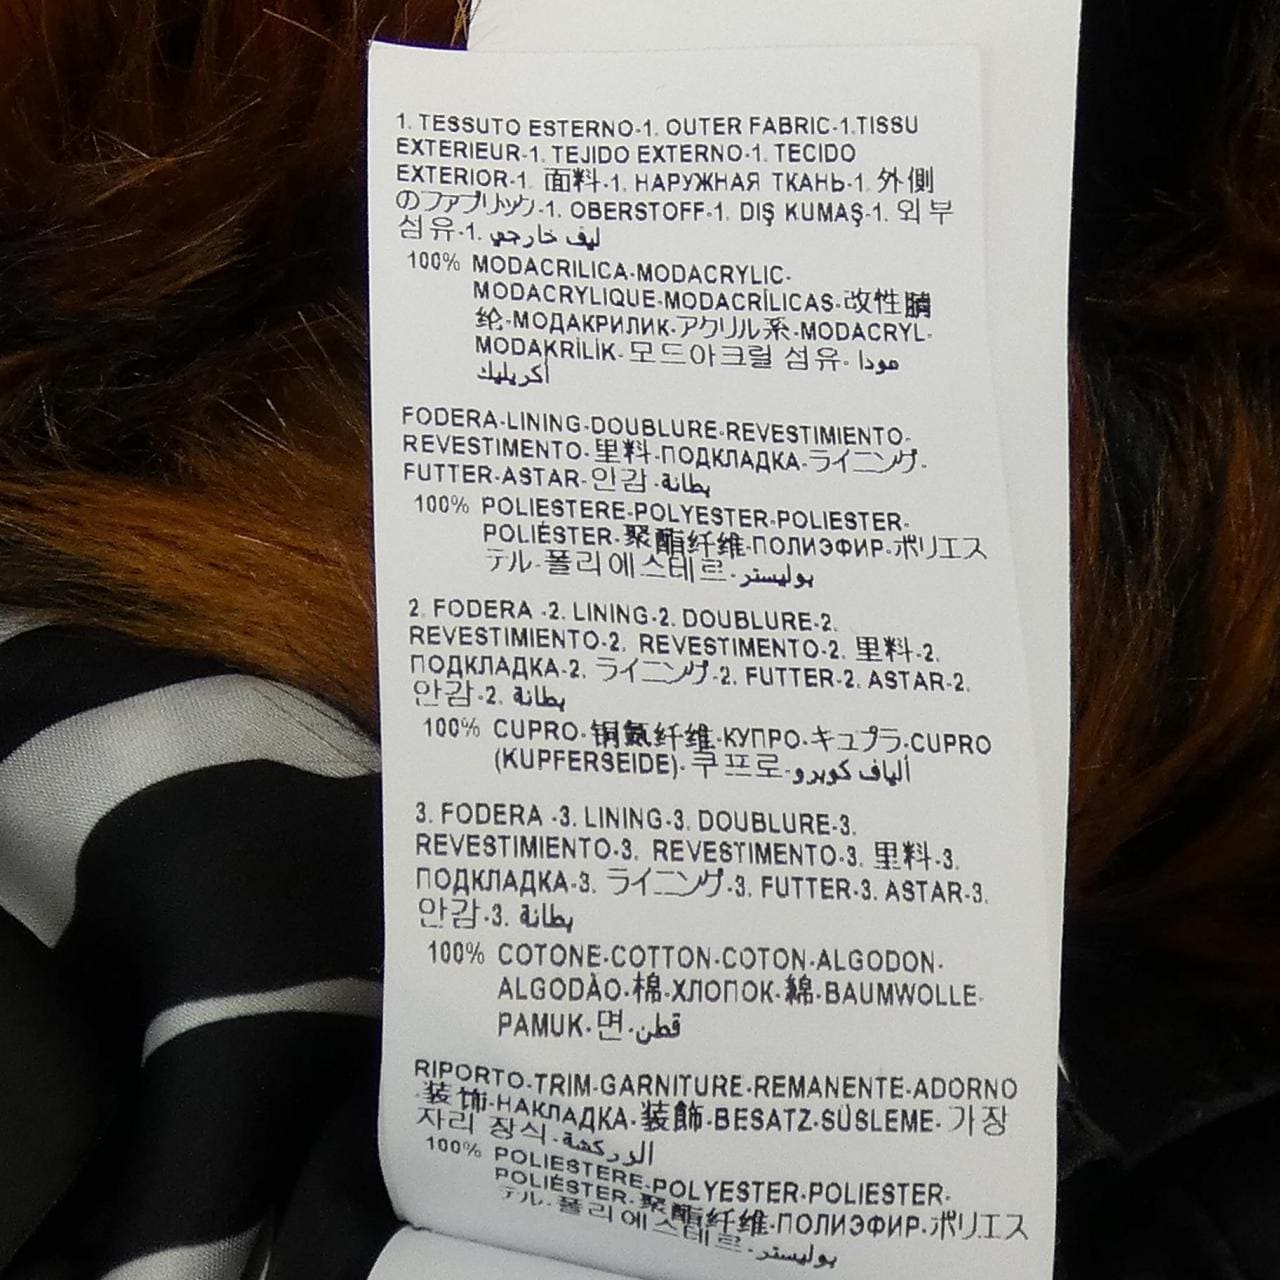 1. TESSUTO ESTERNO-1. OUTER FABRIC-1.TISSU
EXTERIEUR-1. TEJIDO EXTERNO-1. TECIDO
EXTERIOR-1. 面料-1. НАРУЖНАЯ ТКАНЬ-1. 外側
のファブリック-1. OBERSTOFF-1. DIŞ KUMAŞ-1. 외부
섬유-1. ليف خارجي
100% MODACRILICA-MODACRYLIC-
MODACRYLIQUE-MODACRÍLICAS-改性腈
纶-МОДАКРИЛИК-アクリル系-MODACRYL-
MODAKRİLİK-모드아크릴 섬유- مودا
أكريليك
FODERA-LINING-DOUBLURE-REVESTIMIENTO-
REVESTIMENTO-里料-ПОДКЛАДКА-ライニング-
FUTTER-ASTAR-안감-بطانة
100% POLIESTERE-POLYESTER-POLIESTER-
POLIÉSTER-聚酯纤维-ПОЛИЭФИР-ポリエス
テル-폴리에스테르-بوليستر
2. FODERA -2. LINING-2. DOUBLURE-2.
REVESTIMIENTO-2. REVESTIMENTO-2. 里料-2.
ПОДКЛАДКА-2. ライニング-2. FUTTER-2. ASTAR-2.
안감-2. بطانة
100% CUPRO-铜氨纤维-КУПРО-キュプラ-CUPRO
(KUPFERSEIDE)-쿠프로-ألياف كوبرو
3. FODERA -3. LINING-3. DOUBLURE-3.
REVESTIMIENTO-3. REVESTIMENTO-3. 里料-3.
ПОДКЛАДКА-3. ライニング-3. FUTTER-3. ASTAR-3.
안감-3. بطانة
100% COTONE-COTTON-COTON-ALGODON-
ALGODÃO-棉-ХЛОПОК-綿-BAUMWOLLE-
PAMUK-면-قطن
RIPORTO-TRIM-GARNITURE-REMANENTE-ADORNO
-装饰-НАКЛАДКА-装飾-BESATZ-SÜSLEME- 가장
자리 장식-الزركشة
100% POLIESTERE-POLYESTER-POLIESTER-
POLIÉSTER-聚酯纤维-ПОЛИЭФИР-ポリエス
テル-폴리에스테르-بوليستر